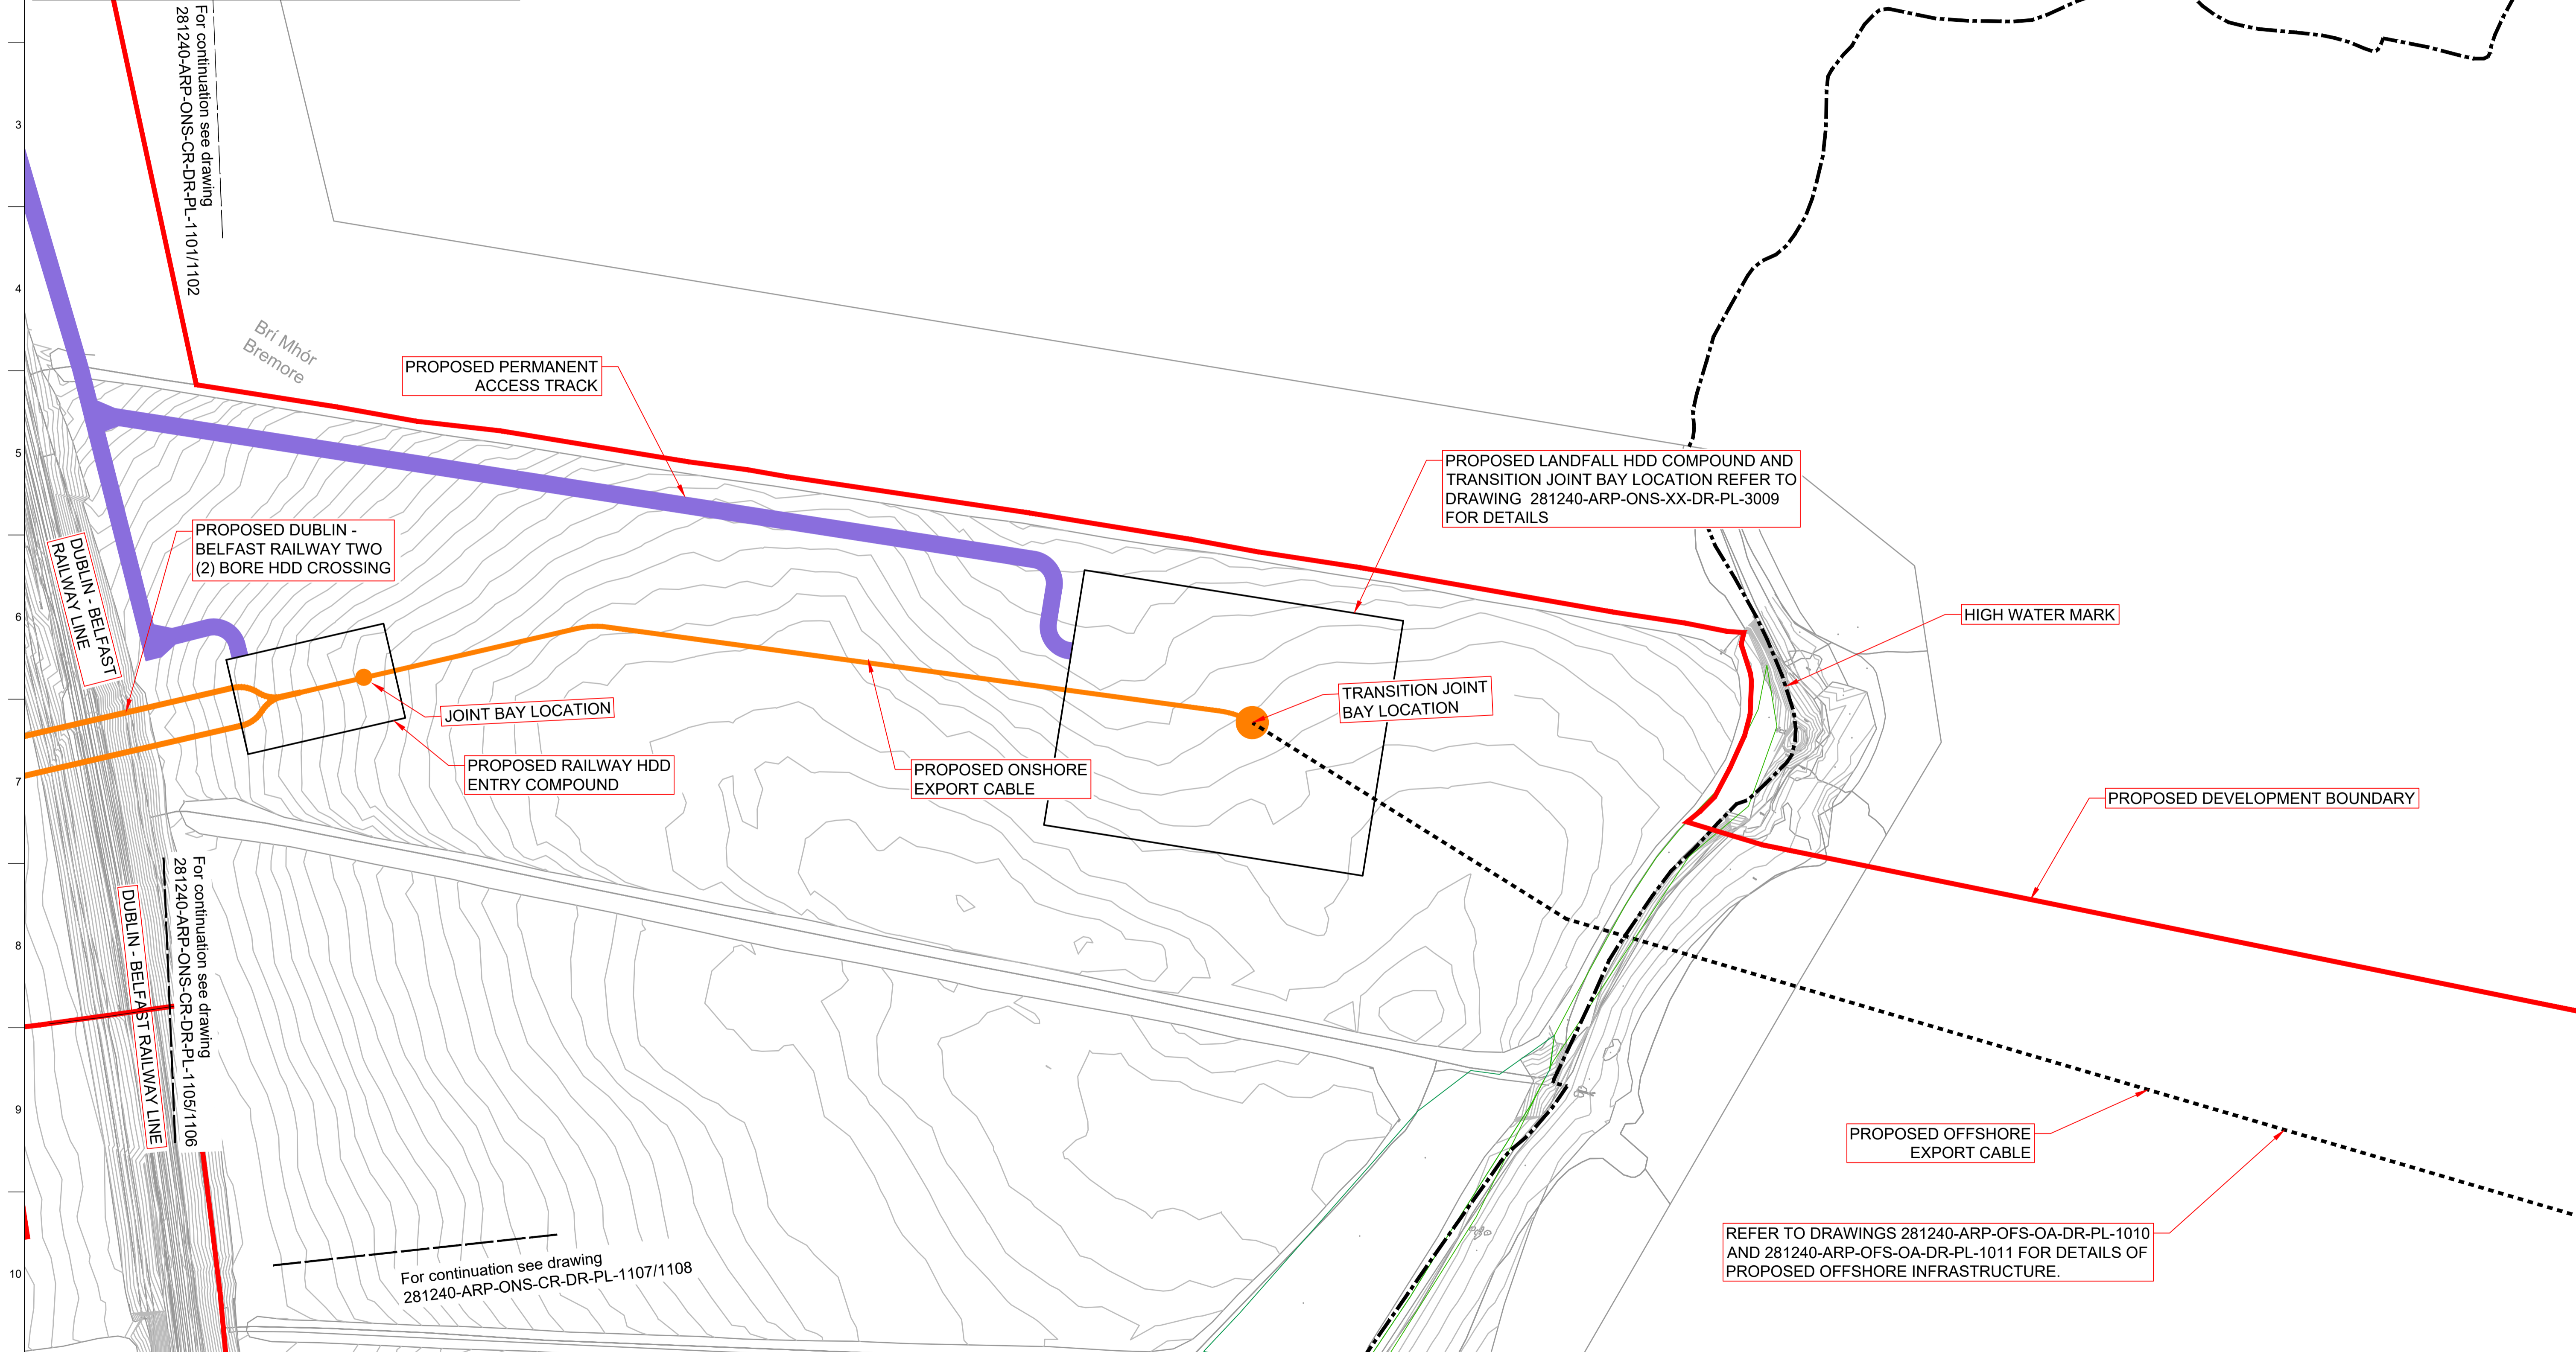 For continuation see drawing
281240-ARP-ONS-CR-DR-PL-1101/1102
3
4
5
6
7
8
9
10
Brí Mhór
Bremore
PROPOSED PERMANENT
ACCESS TRACK
PROPOSED LANDFALL HDD COMPOUND AND
TRANSITION JOINT BAY LOCATION REFER TO
DRAWING 281240-ARP-ONS-XX-DR-PL-3009
FOR DETAILS
PROPOSED DUBLIN -
BELFAST RAILWAY TWO
(2) BORE HDD CROSSING
DUBLIN - BELFAST
RAILWAY LINE
HIGH WATER MARK
JOINT BAY LOCATION
TRANSITION JOINT
BAY LOCATION
PROPOSED RAILWAY HDD
ENTRY COMPOUND
PROPOSED ONSHORE
EXPORT CABLE
PROPOSED DEVELOPMENT BOUNDARY
For continuation see drawing
281240-ARP-ONS-CR-DR-PL-1105/1106
DUBLIN - BELFAST RAILWAY LINE
PROPOSED OFFSHORE
EXPORT CABLE
REFER TO DRAWINGS 281240-ARP-OFS-OA-DR-PL-1010
AND 281240-ARP-OFS-OA-DR-PL-1011 FOR DETAILS OF
PROPOSED OFFSHORE INFRASTRUCTURE.
For continuation see drawing
281240-ARP-ONS-CR-DR-PL-1107/1108